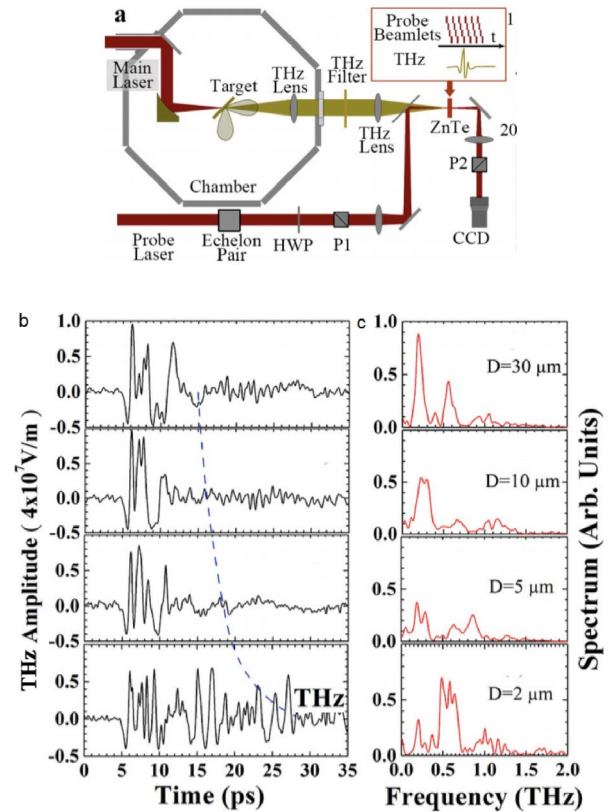 a
Probe
Beamlets
t
THz
1
Main
Laser
Target
THz
Lens
THz
Filter
THz
Lens
ZnTe
20
P2
Chamber
CCD
Probe
Laser
Echelon
Pair
HWP
P1
b
c
THz Amplitude ( 4x10⁷V/m )
1.0
0.5
0.0
-0.5
0.5
0.0
-0.5
0.5
0.0
-0.5
0.5
0.0
-0.5
THz
0 5 10 15 20 25 30 35
Time (ps)
1.0
0.5
0.0
0.5
0.0
0.5
0.0
0.5
0.0
D=30 μm
D=10 μm
D=5 μm
D=2 μm
0.0 0.5 1.0 1.5 2.0
Frequency (THz)
Spectrum (Arb. Units)